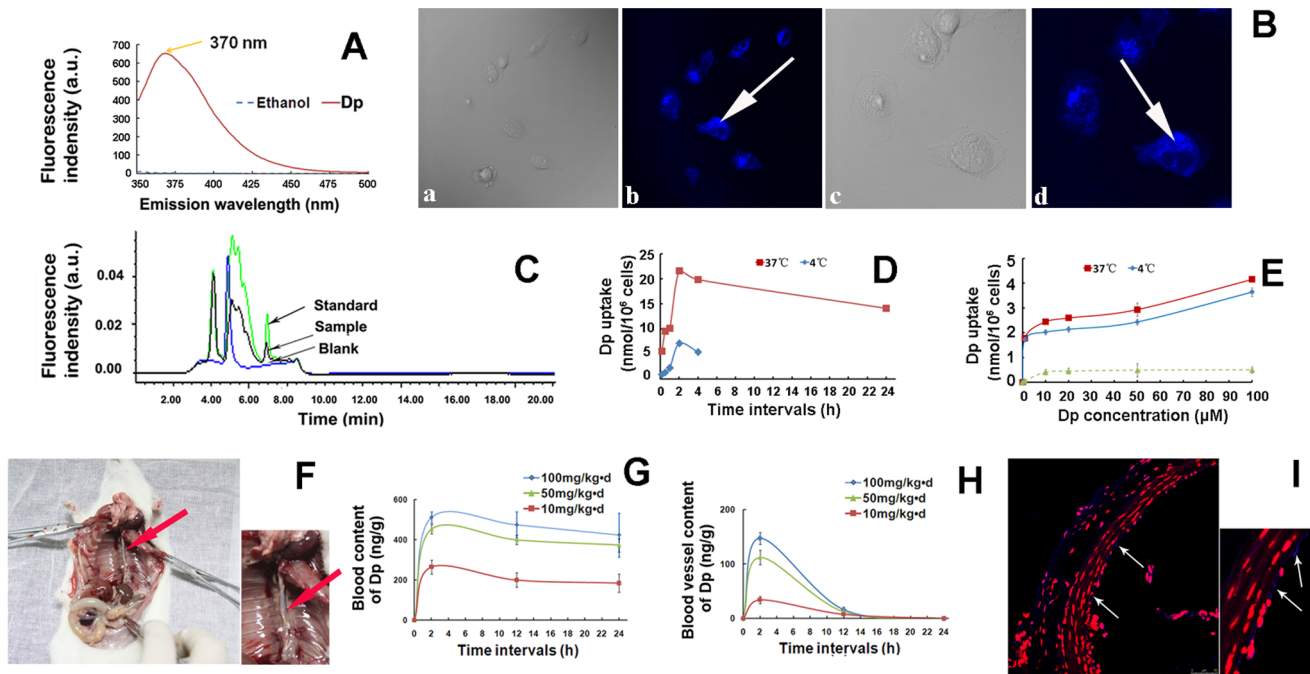 A
370 nm
Fluorescence indensity (a.u.)
700
600
500
400
300
200
100
0
Ethanol
Dp
350
375
400
425
450
475
500
Emission wavelength (nm)
B
a
b
c
d
C
Fluorescence indensity (a.u.)
0.04
0.02
0.00
Standard
Sample
Blank
2.00 4.00 6.00 8.00 10.00 12.00 14.00 16.00 18.00 20.00
Time (min)
D
37℃ 4℃
Dp uptake (nmol/10⁶ cells)
25
20
15
10
5
0
0 2 4 6 8 10 12 14 16 18 20 22 24
Time intervals (h)
E
37℃ 4℃
Dp uptake (nmol/10⁶ cells)
5
4
3
2
1
0
0 10 20 30 40 50 60 70 80 90 100
Dp concentration (μM)
F
G
100mg/kg•d
50mg/kg•d
10mg/kg•d
Blood content of Dp (ng/g)
600
400
200
0
0 2 4 6 8 10 12 14 16 18 20 22 24
Time intervals (h)
H
100mg/kg•d
50mg/kg•d
10mg/kg•d
Blood vessel content of Dp (ng/g)
200
100
0
0 2 4 6 8 10 12 14 16 18 20 22 24
Time intervals (h)
I